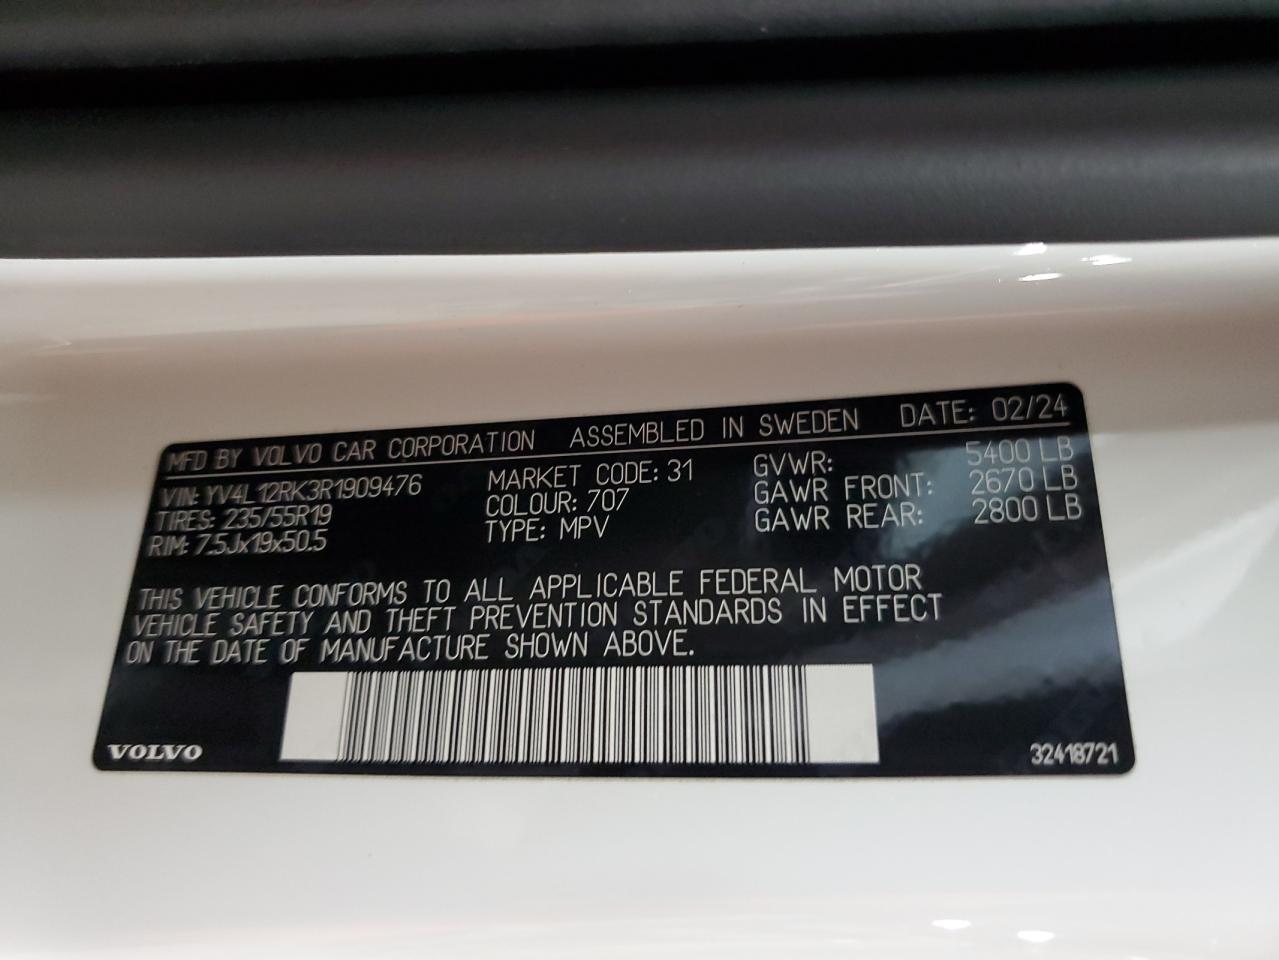 MFD BY VOLVO CAR CORPORATION ASSEMBLED IN SWEDEN DATE: 02/24
VIN: YV4L12RK3R1909476 MARKET CODE: 31 GVWR: 5400 LB
TIRES: 235/55R19 COLOUR: 707 GAWR FRONT: 2670 LB
RIM: 7.5Jx19x50.5 TYPE: MPV GAWR REAR: 2800 LB
THIS VEHICLE CONFORMS TO ALL APPLICABLE FEDERAL MOTOR
VEHICLE SAFETY AND THEFT PREVENTION STANDARDS IN EFFECT
ON THE DATE OF MANUFACTURE SHOWN ABOVE.
VOLVO 32418721